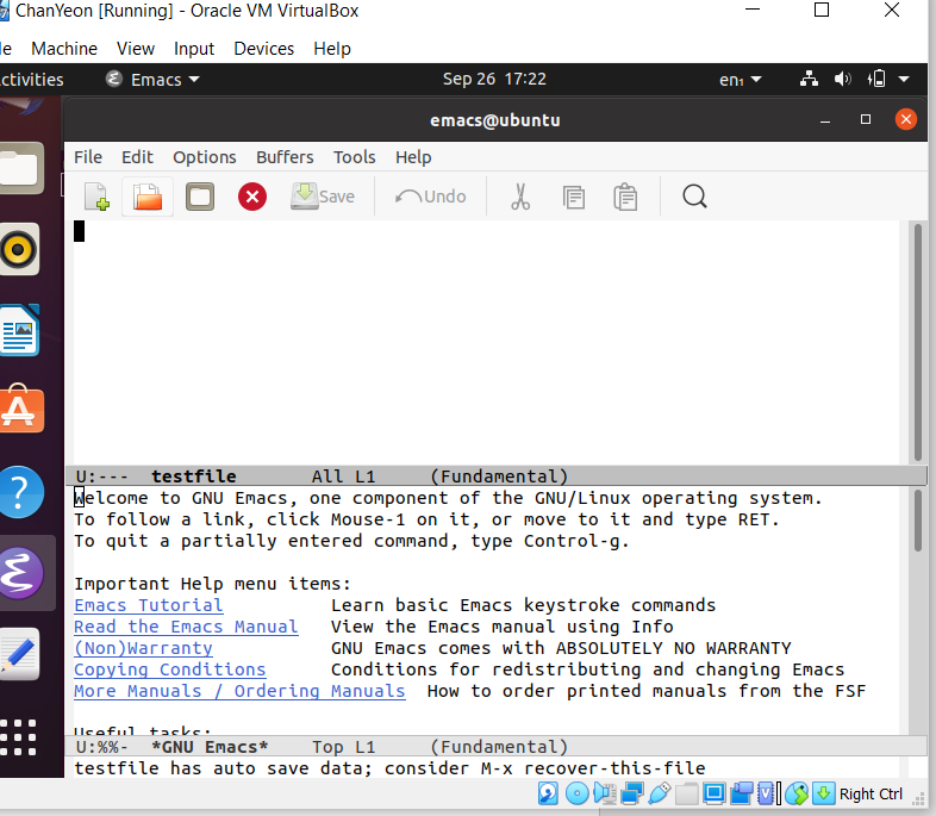 ChanYeon [Running] - Oracle VM VirtualBox
le Machine View Input Devices Help
ctivities Emacs Sep 26 17:22 en1
emacs@ubuntu
File Edit Options Buffers Tools Help
Save Undo
U:--- testfile All L1 (Fundamental)
Welcome to GNU Emacs, one component of the GNU/Linux operating system.
To follow a link, click Mouse-1 on it, or move to it and type RET.
To quit a partially entered command, type Control-g.
Important Help menu items:
Emacs Tutorial Learn basic Emacs keystroke commands
Read the Emacs Manual View the Emacs manual using Info
(Non)Warranty GNU Emacs comes with ABSOLUTELY NO WARRANTY
Copying Conditions Conditions for redistributing and changing Emacs
More Manuals / Ordering Manuals How to order printed manuals from the FSF
Useful tasks:
U:%%- *GNU Emacs* Top L1 (Fundamental)
testfile has auto save data; consider M-x recover-this-file
Right Ctrl